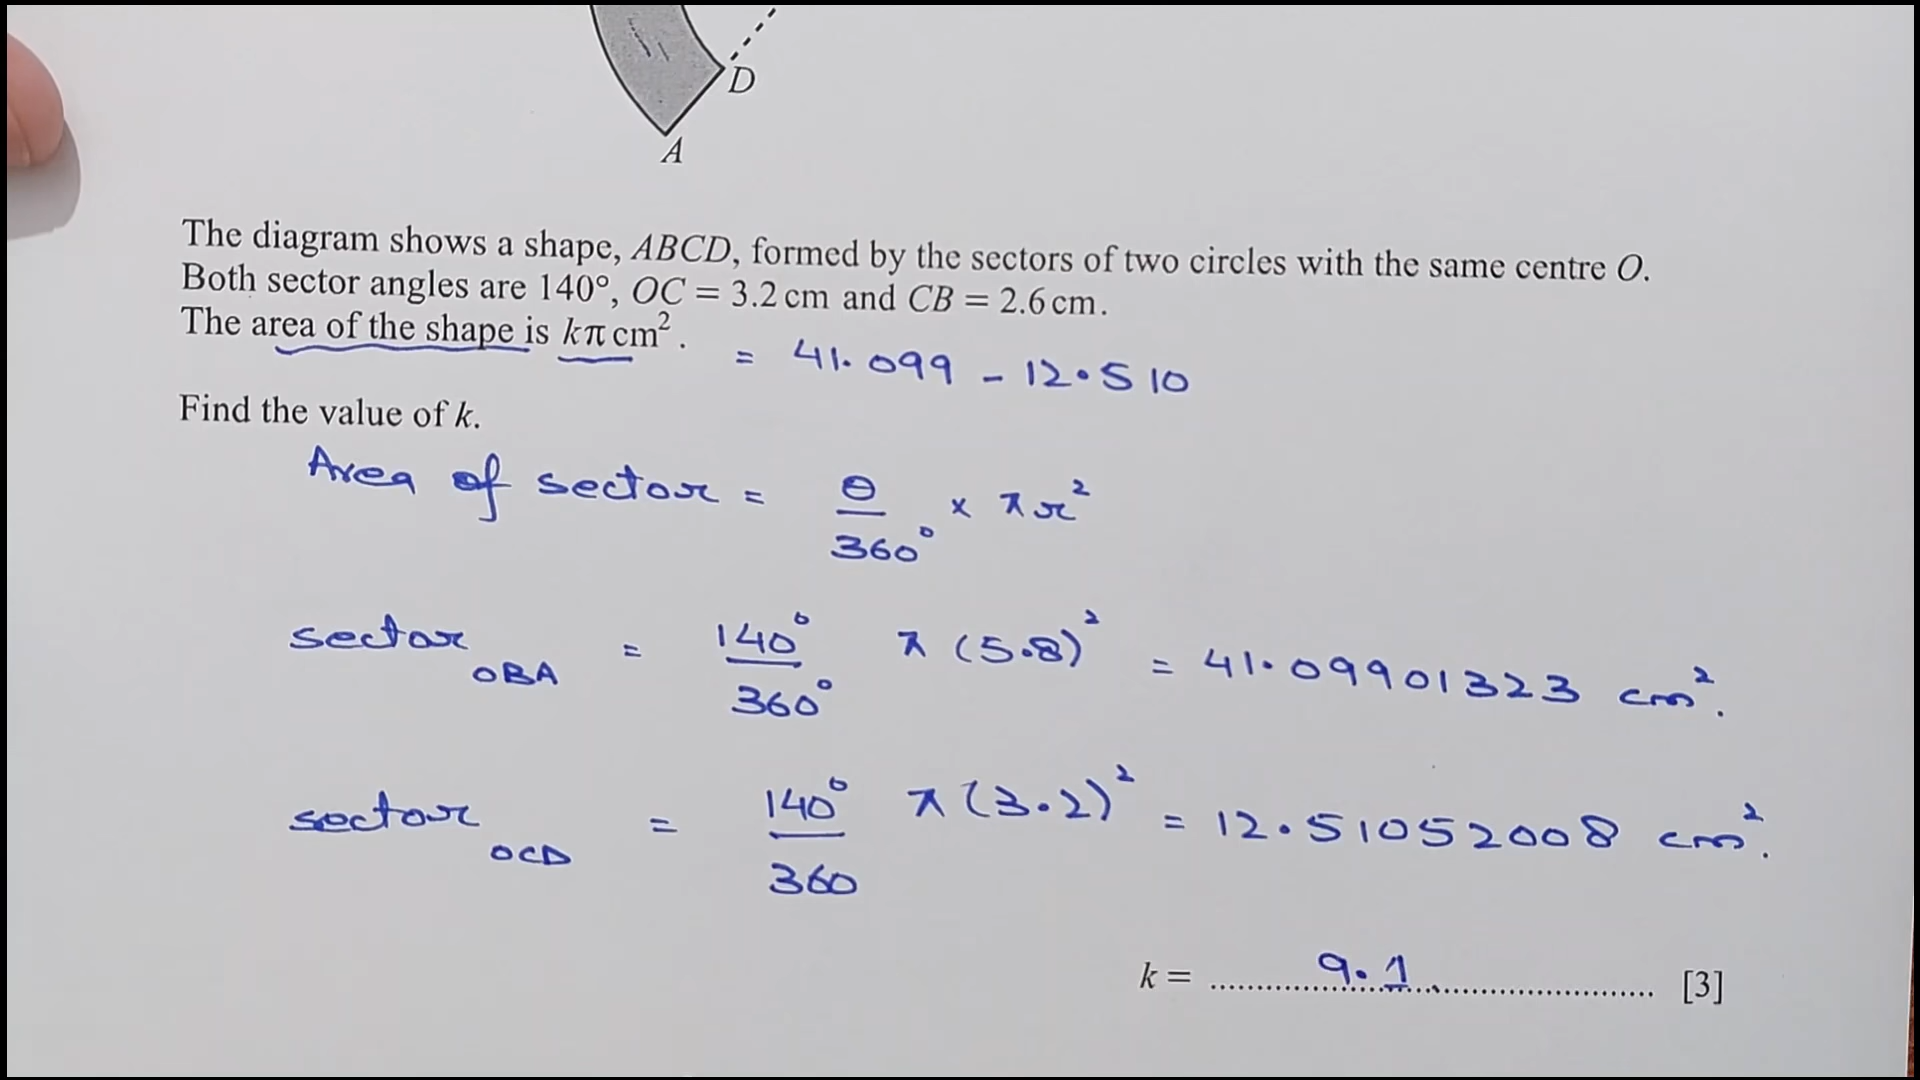 D
A
The diagram shows a shape, ABCD, formed by the sectors of two circles with the same centre O.
Both sector angles are 140°, OC = 3.2 cm and CB = 2.6 cm.
The area of the shape is kπ cm². = 41.099 - 12.510
Find the value of k.
Area of sector = θ/360° × πr²
sector OBA = 140°/360° π (5.8)² = 41.09901323 cm².
sector OCD = 140°/360 π (3.2)² = 12.51052008 cm².
k = 9.1 [3]